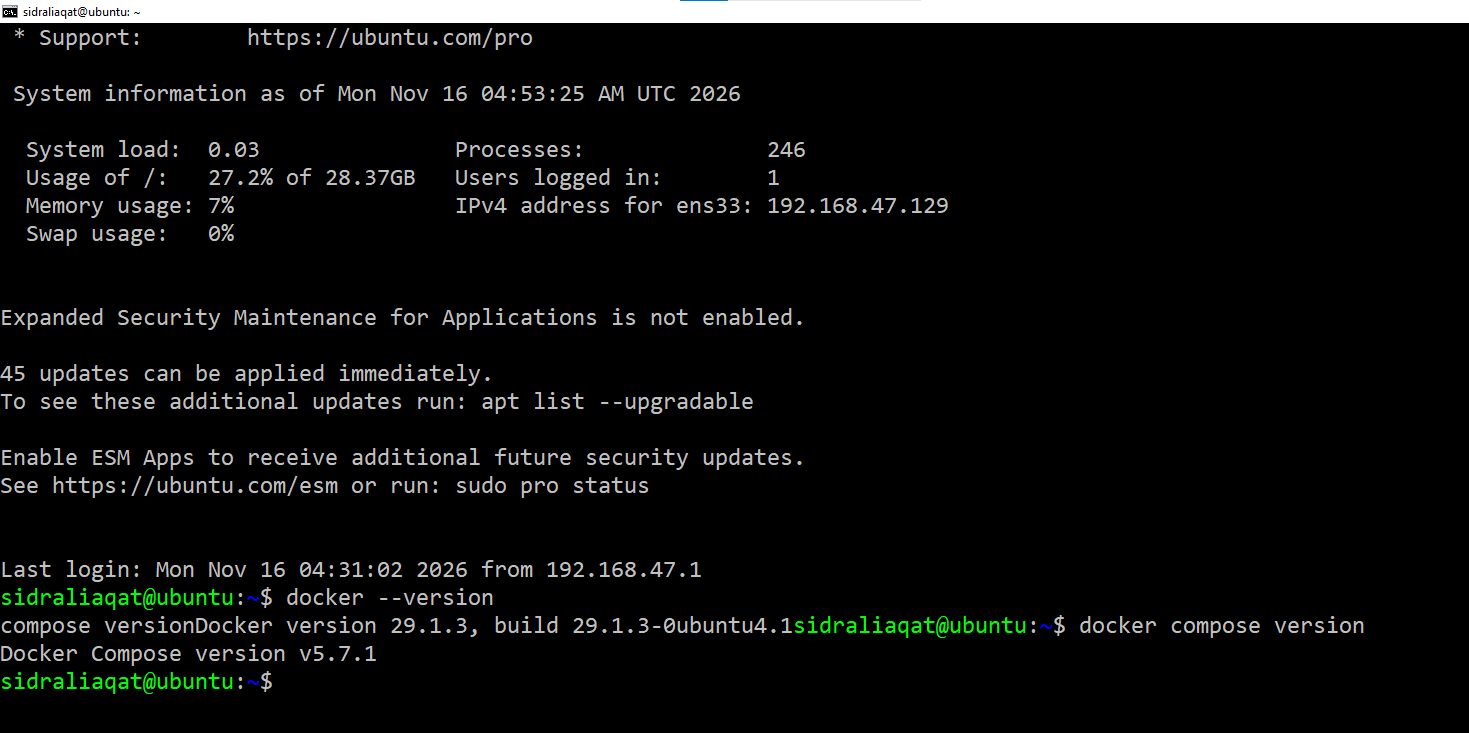 sidraliaqat@ubuntu: ~
* Support:        https://ubuntu.com/pro
System information as of Mon Nov 16 04:53:25 AM UTC 2026
System load:  0.03               Processes:              246
Usage of /:   27.2% of 28.37GB   Users logged in:        1
Memory usage: 7%                 IPv4 address for ens33: 192.168.47.129
Swap usage:   0%
Expanded Security Maintenance for Applications is not enabled.
45 updates can be applied immediately.
To see these additional updates run: apt list --upgradable
Enable ESM Apps to receive additional future security updates.
See https://ubuntu.com/esm or run: sudo pro status
Last login: Mon Nov 16 04:31:02 2026 from 192.168.47.1
sidraliaqat@ubuntu:~$ docker --version
compose versionDocker version 29.1.3, build 29.1.3-0ubuntu4.1sidraliaqat@ubuntu:~$ docker compose version
Docker Compose version v5.7.1
sidraliaqat@ubuntu:~$